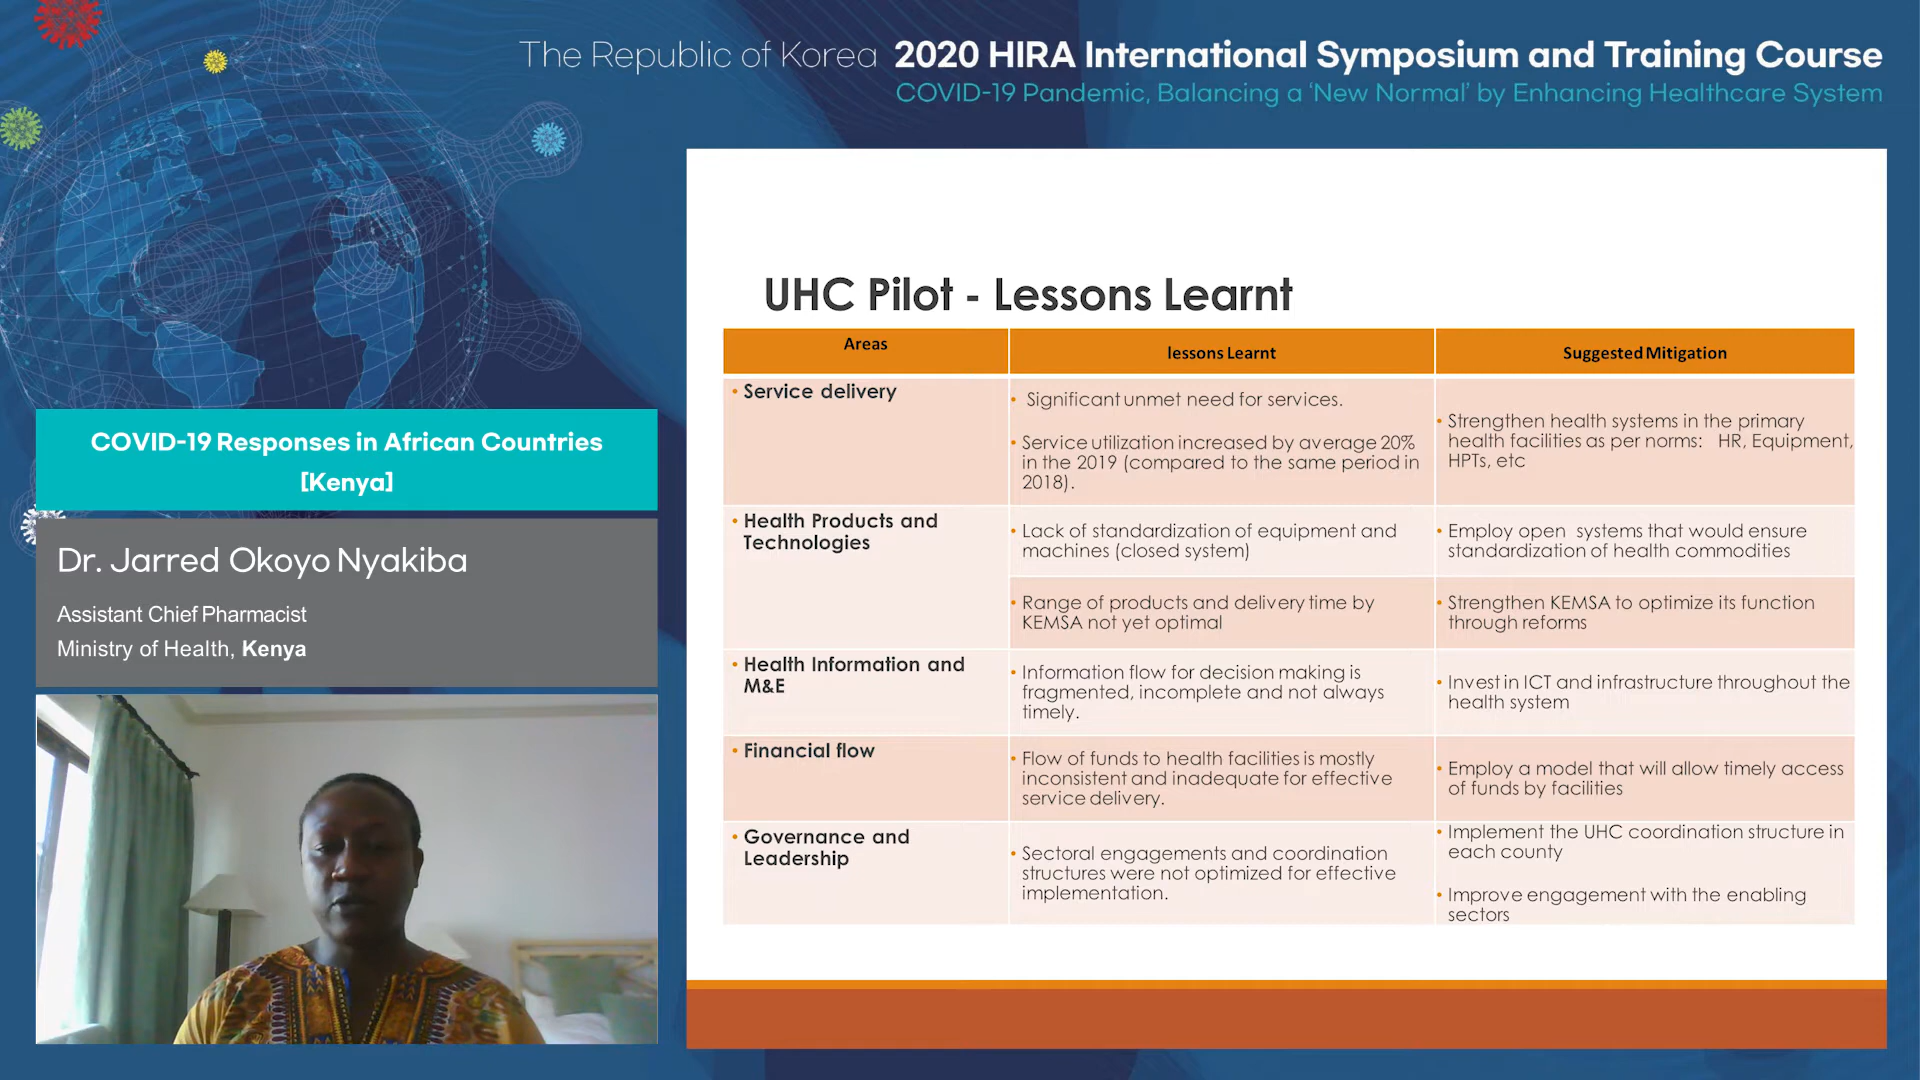 The Republic of Korea 2020 HIRA International Symposium and Training Course
COVID-19 Pandemic, Balancing a 'New Normal' by Enhancing Healthcare System
COVID-19 Responses in African Countries
[Kenya]
Dr. Jarred Okoyo Nyakiba
Assistant Chief Pharmacist
Ministry of Health, Kenya
UHC Pilot - Lessons Learnt
Areas
lessons Learnt
Suggested Mitigation
• Service delivery
• Significant unmet need for services.
• Service utilization increased by average 20%
in the 2019 (compared to the same period in
2018).
• Strengthen health systems in the primary
health facilities as per norms: HR, Equipment,
HPTs, etc
• Health Products and
Technologies
• Lack of standardization of equipment and
machines (closed system)
• Employ open systems that would ensure
standardization of health commodities
• Range of products and delivery time by
KEMSA not yet optimal
• Strengthen KEMSA to optimize its function
through reforms
• Health Information and
M&E
• Information flow for decision making is
fragmented, incomplete and not always
timely.
• Invest in ICT and infrastructure throughout the
health system
• Financial flow
• Flow of funds to health facilities is mostly
inconsistent and inadequate for effective
service delivery.
• Employ a model that will allow timely access
of funds by facilities
• Governance and
Leadership
• Sectoral engagements and coordination
structures were not optimized for effective
implementation.
• Implement the UHC coordination structure in
each county
• Improve engagement with the enabling
sectors